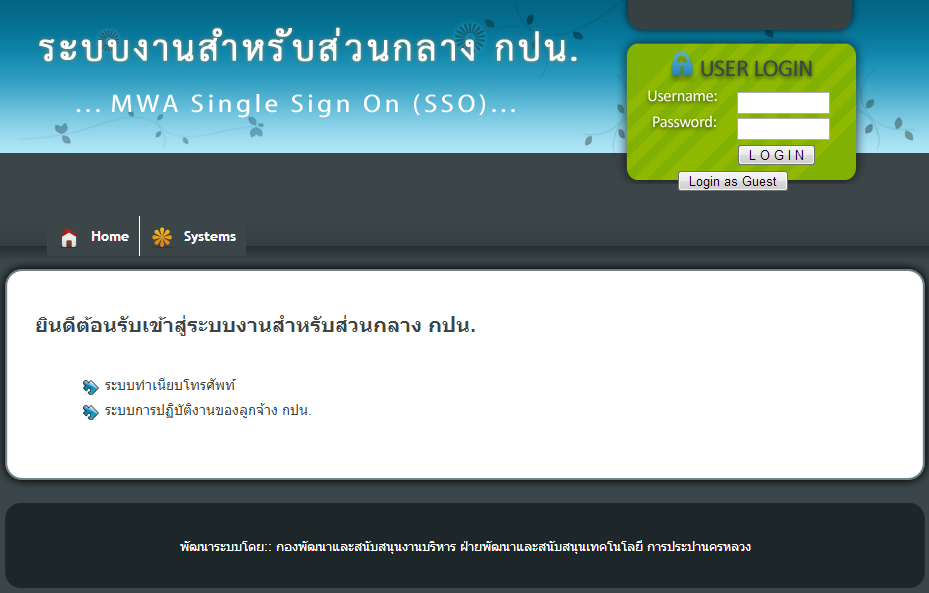 ระบบงานสำหรับส่วนกลาง กปน.
... MWA Single Sign On (SSO)...
USER LOGIN
Username:
Password:
LOGIN
Login as Guest
Home
Systems
ยินดีต้อนรับเข้าสู่ระบบงานสำหรับส่วนกลาง กปน.
ระบบทำเนียบโทรศัพท์
ระบบการปฏิบัติงานของลูกจ้าง กปน.
พัฒนาระบบโดย:: กองพัฒนาและสนับสนุนงานบริหาร ฝ่ายพัฒนาและสนับสนุนเทคโนโลยี การประปานครหลวง